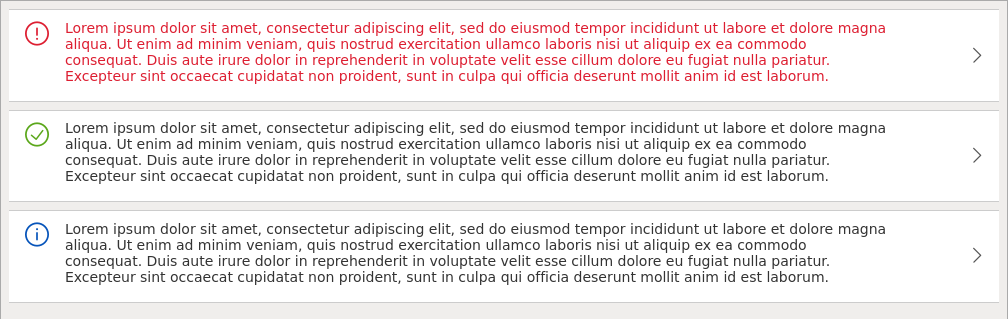 Lorem ipsum dolor sit amet, consectetur adipiscing elit, sed do eiusmod tempor incididunt ut labore et dolore magna
aliqua. Ut enim ad minim veniam, quis nostrud exercitation ullamco laboris nisi ut aliquip ex ea commodo
consequat. Duis aute irure dolor in reprehenderit in voluptate velit esse cillum dolore eu fugiat nulla pariatur.
Excepteur sint occaecat cupidatat non proident, sunt in culpa qui officia deserunt mollit anim id est laborum.
Lorem ipsum dolor sit amet, consectetur adipiscing elit, sed do eiusmod tempor incididunt ut labore et dolore magna
aliqua. Ut enim ad minim veniam, quis nostrud exercitation ullamco laboris nisi ut aliquip ex ea commodo
consequat. Duis aute irure dolor in reprehenderit in voluptate velit esse cillum dolore eu fugiat nulla pariatur.
Excepteur sint occaecat cupidatat non proident, sunt in culpa qui officia deserunt mollit anim id est laborum.
Lorem ipsum dolor sit amet, consectetur adipiscing elit, sed do eiusmod tempor incididunt ut labore et dolore magna
aliqua. Ut enim ad minim veniam, quis nostrud exercitation ullamco laboris nisi ut aliquip ex ea commodo
consequat. Duis aute irure dolor in reprehenderit in voluptate velit esse cillum dolore eu fugiat nulla pariatur.
Excepteur sint occaecat cupidatat non proident, sunt in culpa qui officia deserunt mollit anim id est laborum.